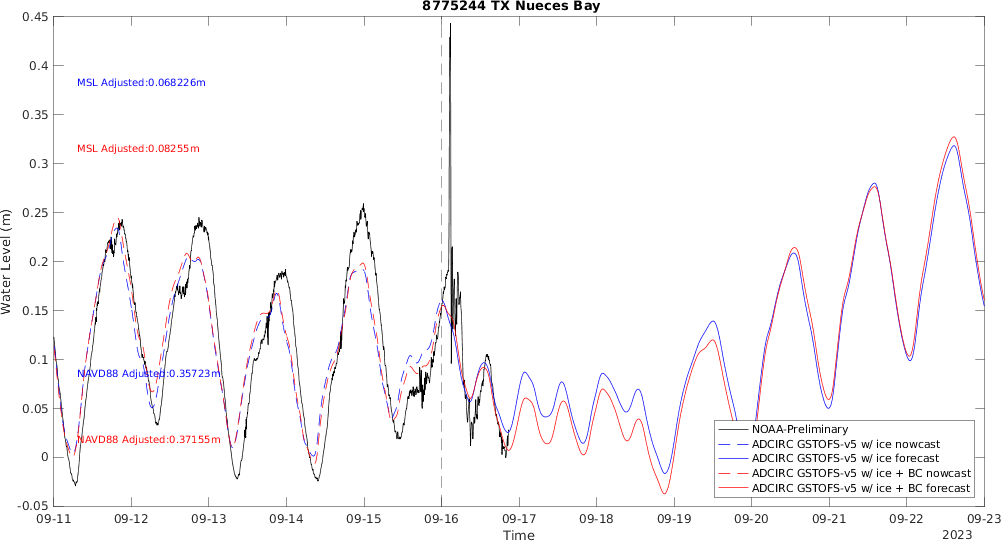 8775244 TX Nueces Bay
0.45
0.4
0.35
0.3
0.25
0.2
0.15
0.1
0.05
0
-0.05
Water Level (m)
MSL Adjusted:0.068226m
MSL Adjusted:0.08255m
NAVD88 Adjusted:0.35723m
NAVD88 Adjusted:0.37155m
NOAA-Preliminary
ADCIRC GSTOFS-v5 w/ ice nowcast
ADCIRC GSTOFS-v5 w/ ice forecast
ADCIRC GSTOFS-v5 w/ ice + BC nowcast
ADCIRC GSTOFS-v5 w/ ice + BC forecast
09-11 09-12 09-13 09-14 09-15 09-16 09-17 09-18 09-19 09-20 09-21 09-22 09-23
Time
2023